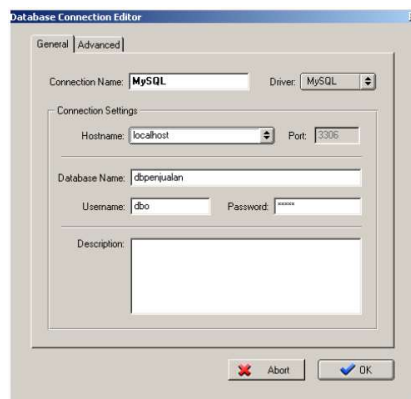 Database Connection Editor
General Advanced
Connection Name: MySQL Driver: MySQL
Connection Settings
Hostname: localhost Port: 3306
Database Name: dbpenjualan
Username: dbo Password: *****
Description:
Abort OK